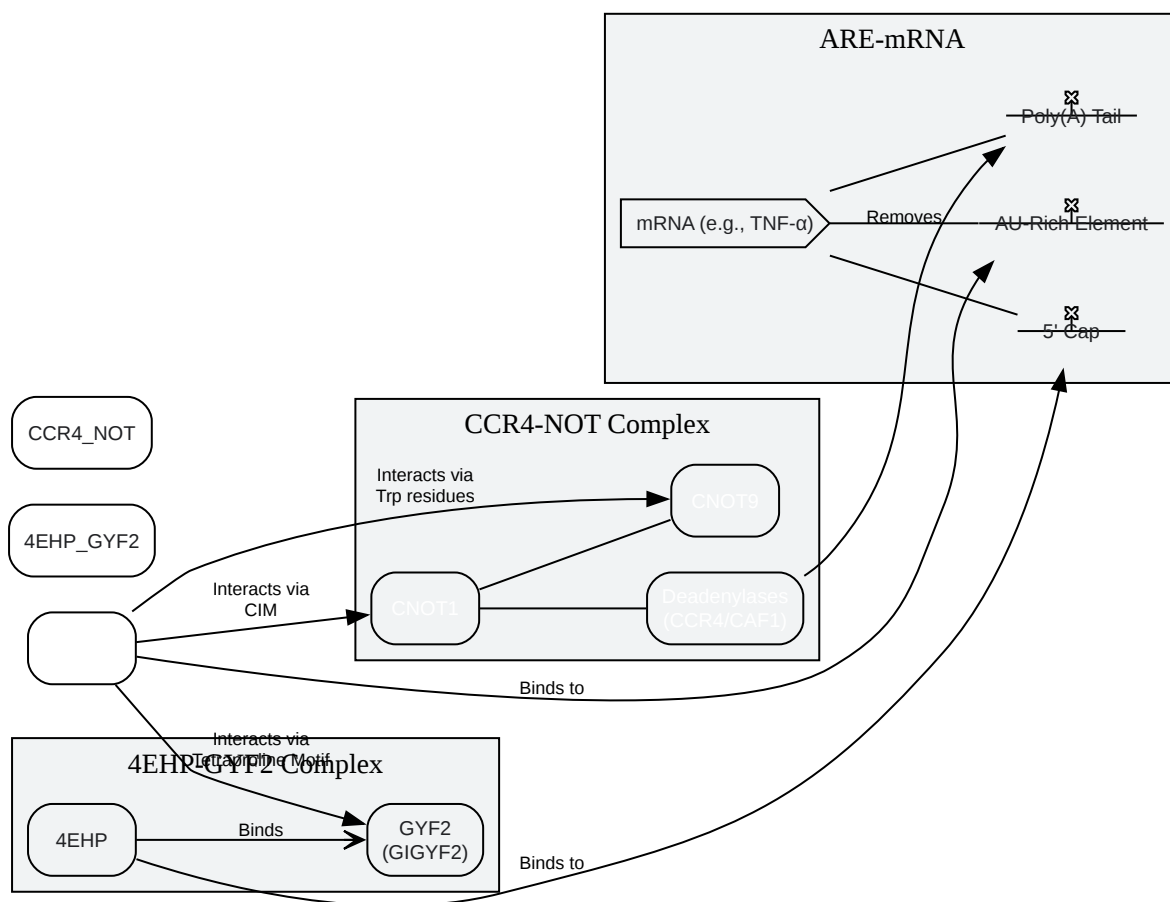 ARE-mRNA
Poly(A) Tail
mRNA (e.g., TNF-α)
Removes
AU-Rich Element
5' Cap
CCR4_NOT
CCR4-NOT Complex
Interacts via
Trp residues
CNOT9
4EHP_GYF2
Interacts via
CIM
CNOT1
Deadenylases
(CCR4/CAF1)
Binds to
Interacts via
Tetraproline Motif
4EHP-GYF2 Complex
4EHP
Binds
GYF2
(GIGYF2)
Binds to